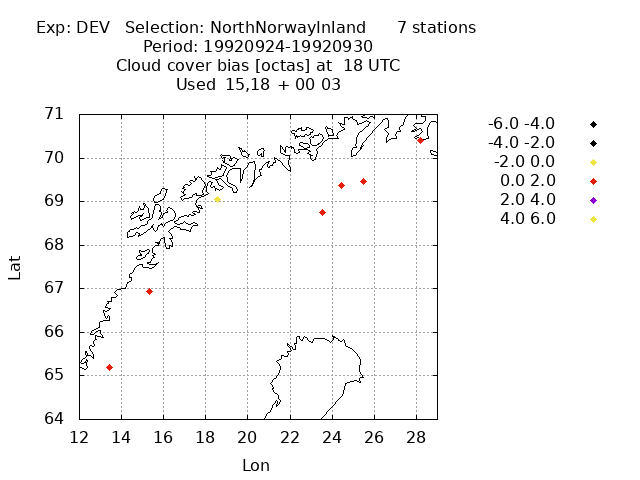 Exp: DEV   Selection: NorthNorwayInland      7 stations
Period: 19920924-19920930
Cloud cover bias [octas] at  18 UTC
Used  15,18 + 00 03
71
70
69
68
67
66
65
64
12 14 16 18 20 22 24 26 28
Lat
Lon
-6.0 -4.0
-4.0 -2.0
-2.0 0.0
0.0 2.0
2.0 4.0
4.0 6.0